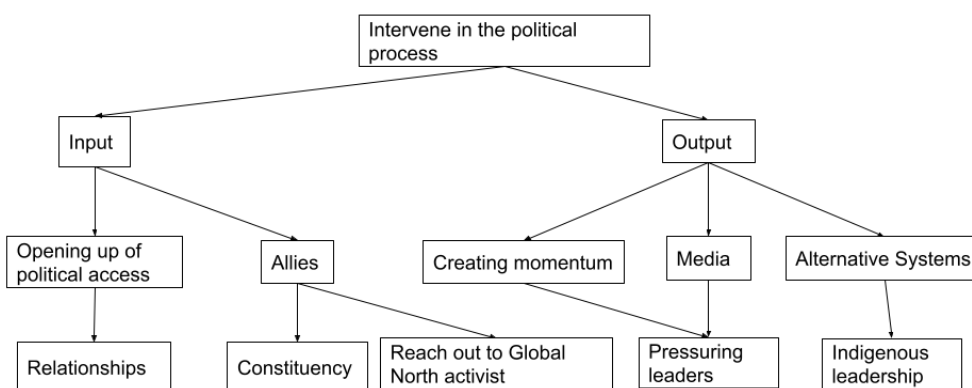 Intervene in the political
process
Input
Output
Opening up of
political access
Allies
Creating momentum
Media
Alternative Systems
Relationships
Constituency
Reach out to Global
North activist
Pressuring
leaders
Indigenous
leadership